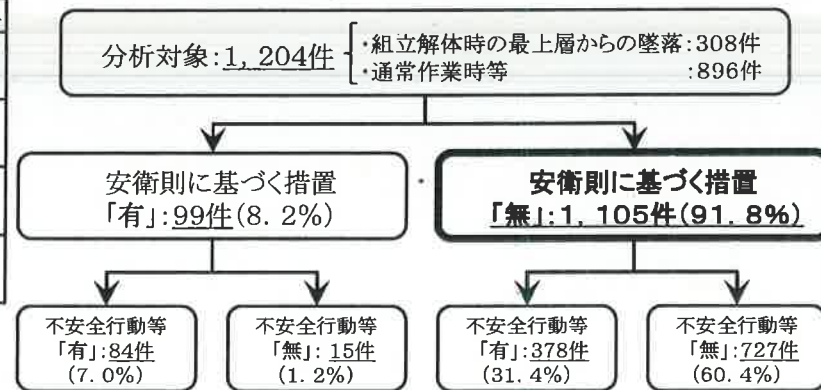 分析対象:1,204件
・組立解体時の最上層からの墜落:308件
・通常作業時等 :896件
安衛則に基づく措置
「有」:99件(8.2%)
安衛則に基づく措置
「無」:1,105件(91.8%)
不安全行動等
「有」:84件
(7.0%)
不安全行動等
「無」:15件
(1.2%)
不安全行動等
「有」:378件
(31.4%)
不安全行動等
「無」:727件
(60.4%)